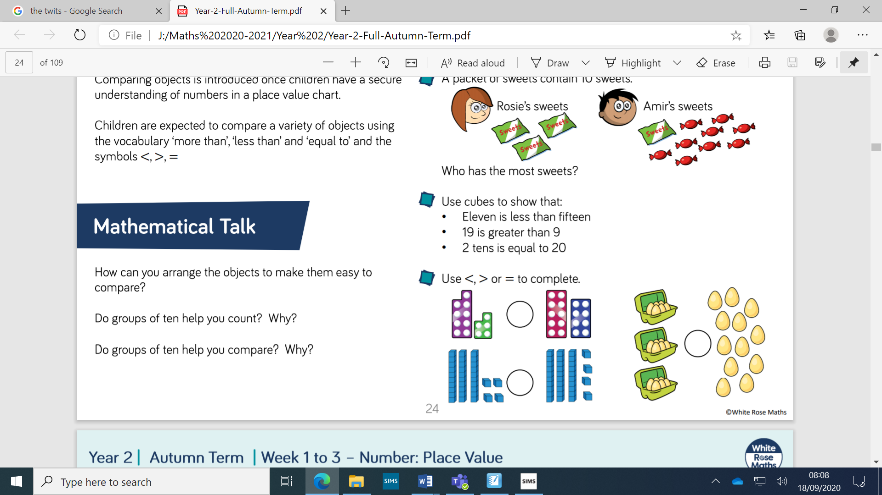 the twits - Google Search
Year-2-Full-Autumn-Term.pdf
File
J:/Maths%202020-2021/Year%202/Year-2-Full-Autumn-Term.pdf
24
of 109
Read aloud
Draw
Highlight
Erase
Comparing objects is introduced once children have a secure
understanding of numbers in a place value chart.
Children are expected to compare a variety of objects using
the vocabulary 'more than', 'less than' and 'equal to' and the
symbols <, >, =
Mathematical Talk
How can you arrange the objects to make them easy to
compare?
Do groups of ten help you count? Why?
Do groups of ten help you compare? Why?
A packet of sweets contain 10 sweets.
Rosie's sweets
Amir's sweets
Sweets
Sweets
Sweets
Sweets
Who has the most sweets?
Use cubes to show that:
• Eleven is less than fifteen
• 19 is greater than 9
• 2 tens is equal to 20
Use <, > or = to complete.
24
©White Rose Maths
Year 2 | Autumn Term | Week 1 to 3 – Number: Place Value
White
Rose
Maths
Type here to search
SIMS
SIMS
08:08
18/09/2020